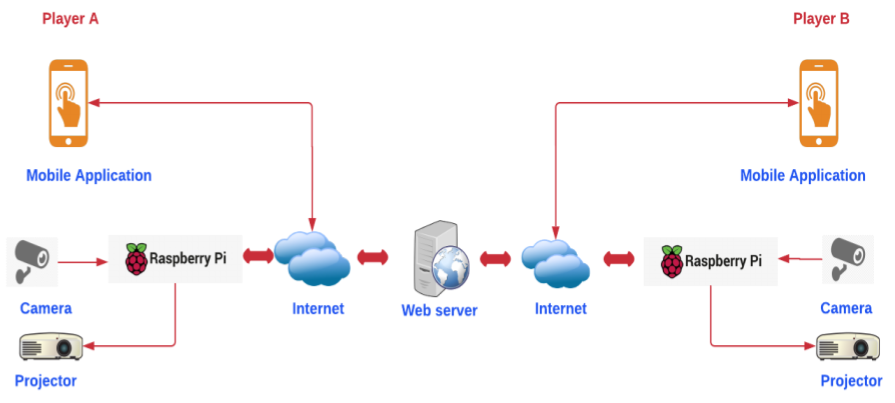 Player A
Player B
Mobile Application
Mobile Application
Raspberry Pi
Raspberry Pi
Camera
Internet
Web server
Internet
Camera
Projector
Projector